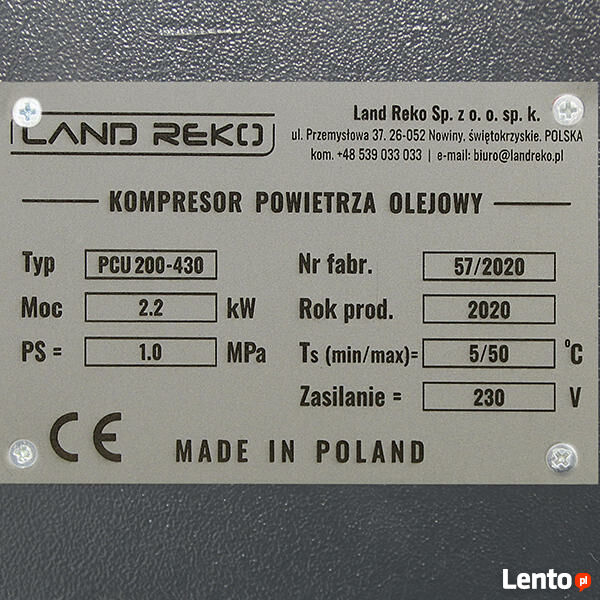 LAND REKO
Land Reko Sp. z o. o. sp. k.
ul. Przemysłowa 37. 26-052 Nowiny, świętokrzyskie. POLSKA
kom. +48 539 033 033 | e-mail: biuro@landreko.pl
KOMPRESOR POWIETRZA OLEJOWY
Typ PCU 200-430 Nr fabr. 57/2020
Moc 2.2 kW Rok prod. 2020
PS = 1.0 MPa Ts (min/max)= 5/50 °C
Zasilanie = 230 V
CE MADE IN POLAND
Lento.pl